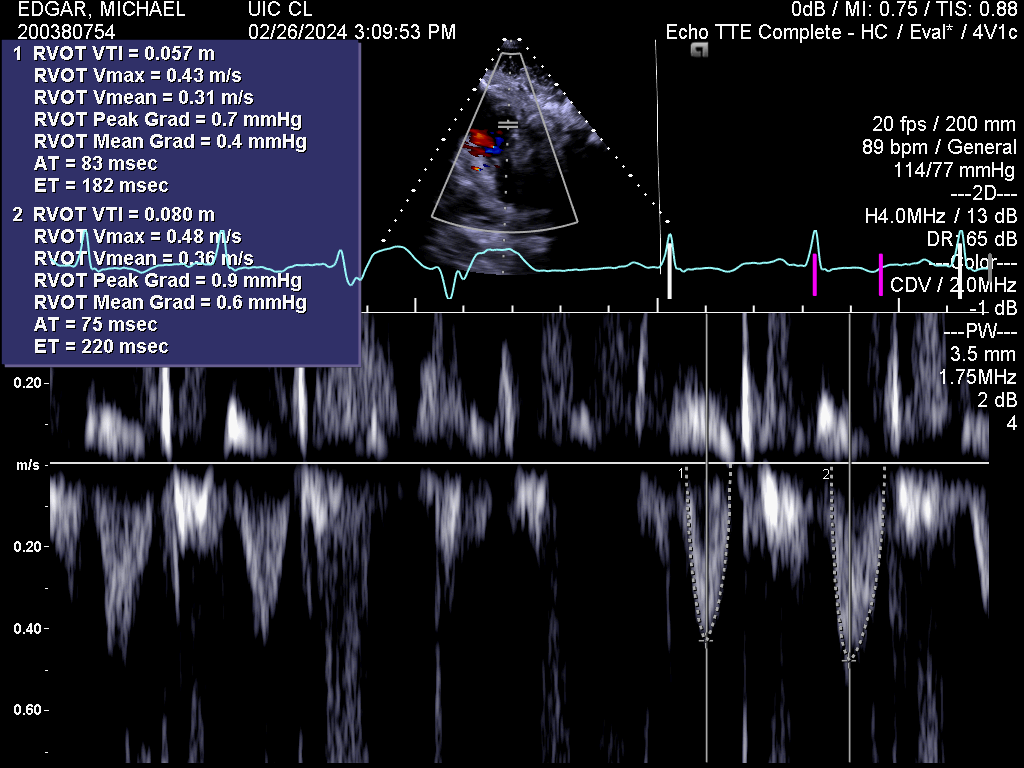 EDGAR, MICHAEL
UIC CL
0dB / MI: 0.75 / TIS: 0.88
200380754
02/26/2024 3:09:53 PM
Echo TTE Complete - HC / Eval* / 4V1c
1 RVOT VTI = 0.057 m
RVOT Vmax = 0.43 m/s
RVOT Vmean = 0.31 m/s
RVOT Peak Grad = 0.7 mmHg
RVOT Mean Grad = 0.4 mmHg
AT = 83 msec
ET = 182 msec
2 RVOT VTI = 0.080 m
RVOT Vmax = 0.48 m/s
RVOT Vmean = 0.36 m/s
RVOT Peak Grad = 0.9 mmHg
RVOT Mean Grad = 0.6 mmHg
AT = 75 msec
ET = 220 msec
20 fps / 200 mm
89 bpm / General
114/77 mmHg
---2D---
H4.0MHz / 13 dB
DR: 65 dB
---color---
CDV / 2.0MHz
-1 dB
---PW---
3.5 mm
1.75MHz
2 dB
4
0.20
m/s
1
2
0.20
0.40
0.60